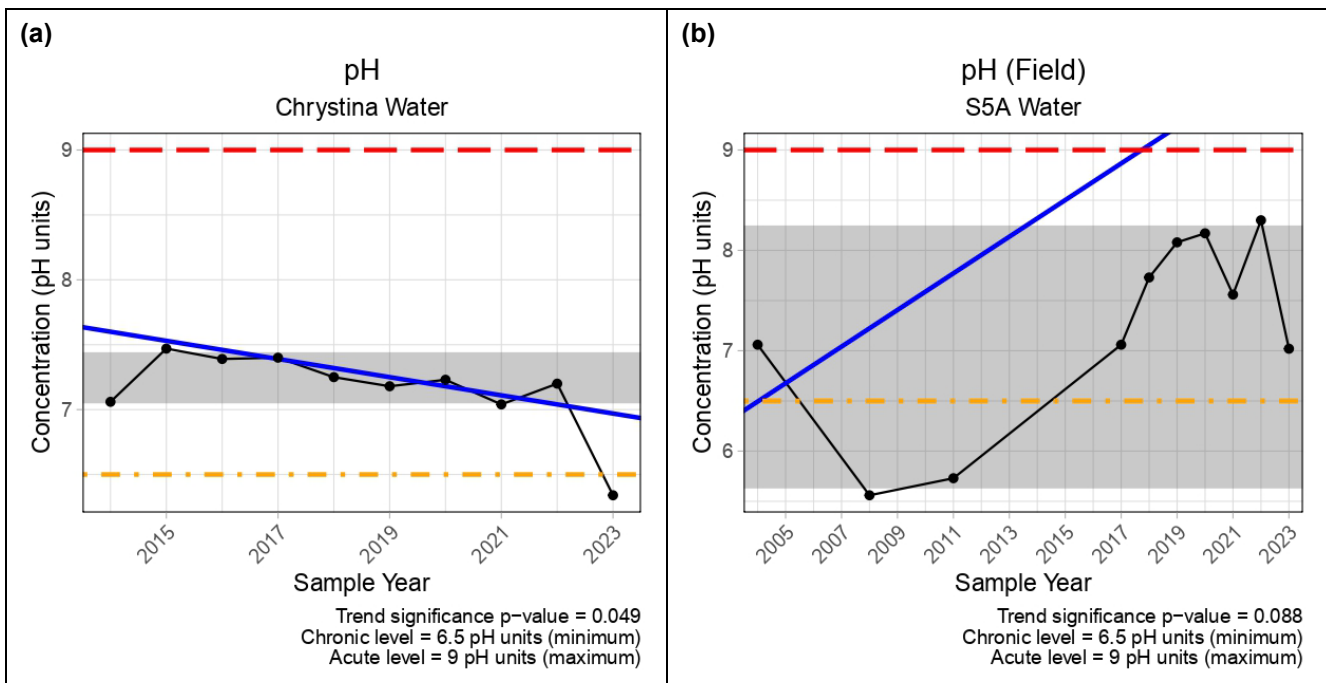 (a)
pH
Chrystina Water
Concentration (pH units)
9
8
7
2015
2017
2019
2021
2023
Sample Year
Trend significance p−value = 0.049
Chronic level = 6.5 pH units (minimum)
Acute level = 9 pH units (maximum)
(b)
pH (Field)
S5A Water
Concentration (pH units)
9
8
7
6
2005
2007
2009
2011
2013
2015
2017
2019
2021
2023
Sample Year
Trend significance p−value = 0.088
Chronic level = 6.5 pH units (minimum)
Acute level = 9 pH units (maximum)